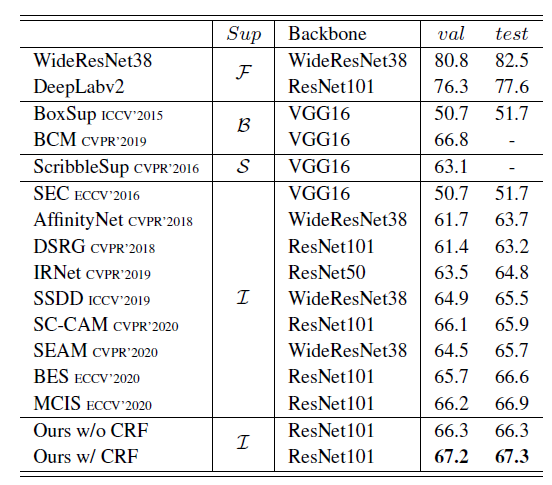 Sup Backbone val test
WideResNet38 ℱ WideResNet38 80.8 82.5
DeepLabv2 ResNet101 76.3 77.6
BoxSup ICCV'2015 ℬ VGG16 50.7 51.7
BCM CVPR'2019 VGG16 66.8 -
ScribbleSup CVPR'2016 𝒮 VGG16 63.1 -
SEC ECCV'2016 ℐ VGG16 50.7 51.7
AffinityNet CVPR'2018 WideResNet38 61.7 63.7
DSRG CVPR'2018 ResNet101 61.4 63.2
IRNet CVPR'2019 ResNet50 63.5 64.8
SSDD ICCV'2019 WideResNet38 64.9 65.5
SC-CAM CVPR'2020 ResNet101 66.1 65.9
SEAM CVPR'2020 WideResNet38 64.5 65.7
BES ECCV'2020 ResNet101 65.7 66.6
MCIS ECCV'2020 ResNet101 66.2 66.9
Ours w/o CRF ℐ ResNet101 66.3 66.3
Ours w/ CRF ResNet101 67.2 67.3